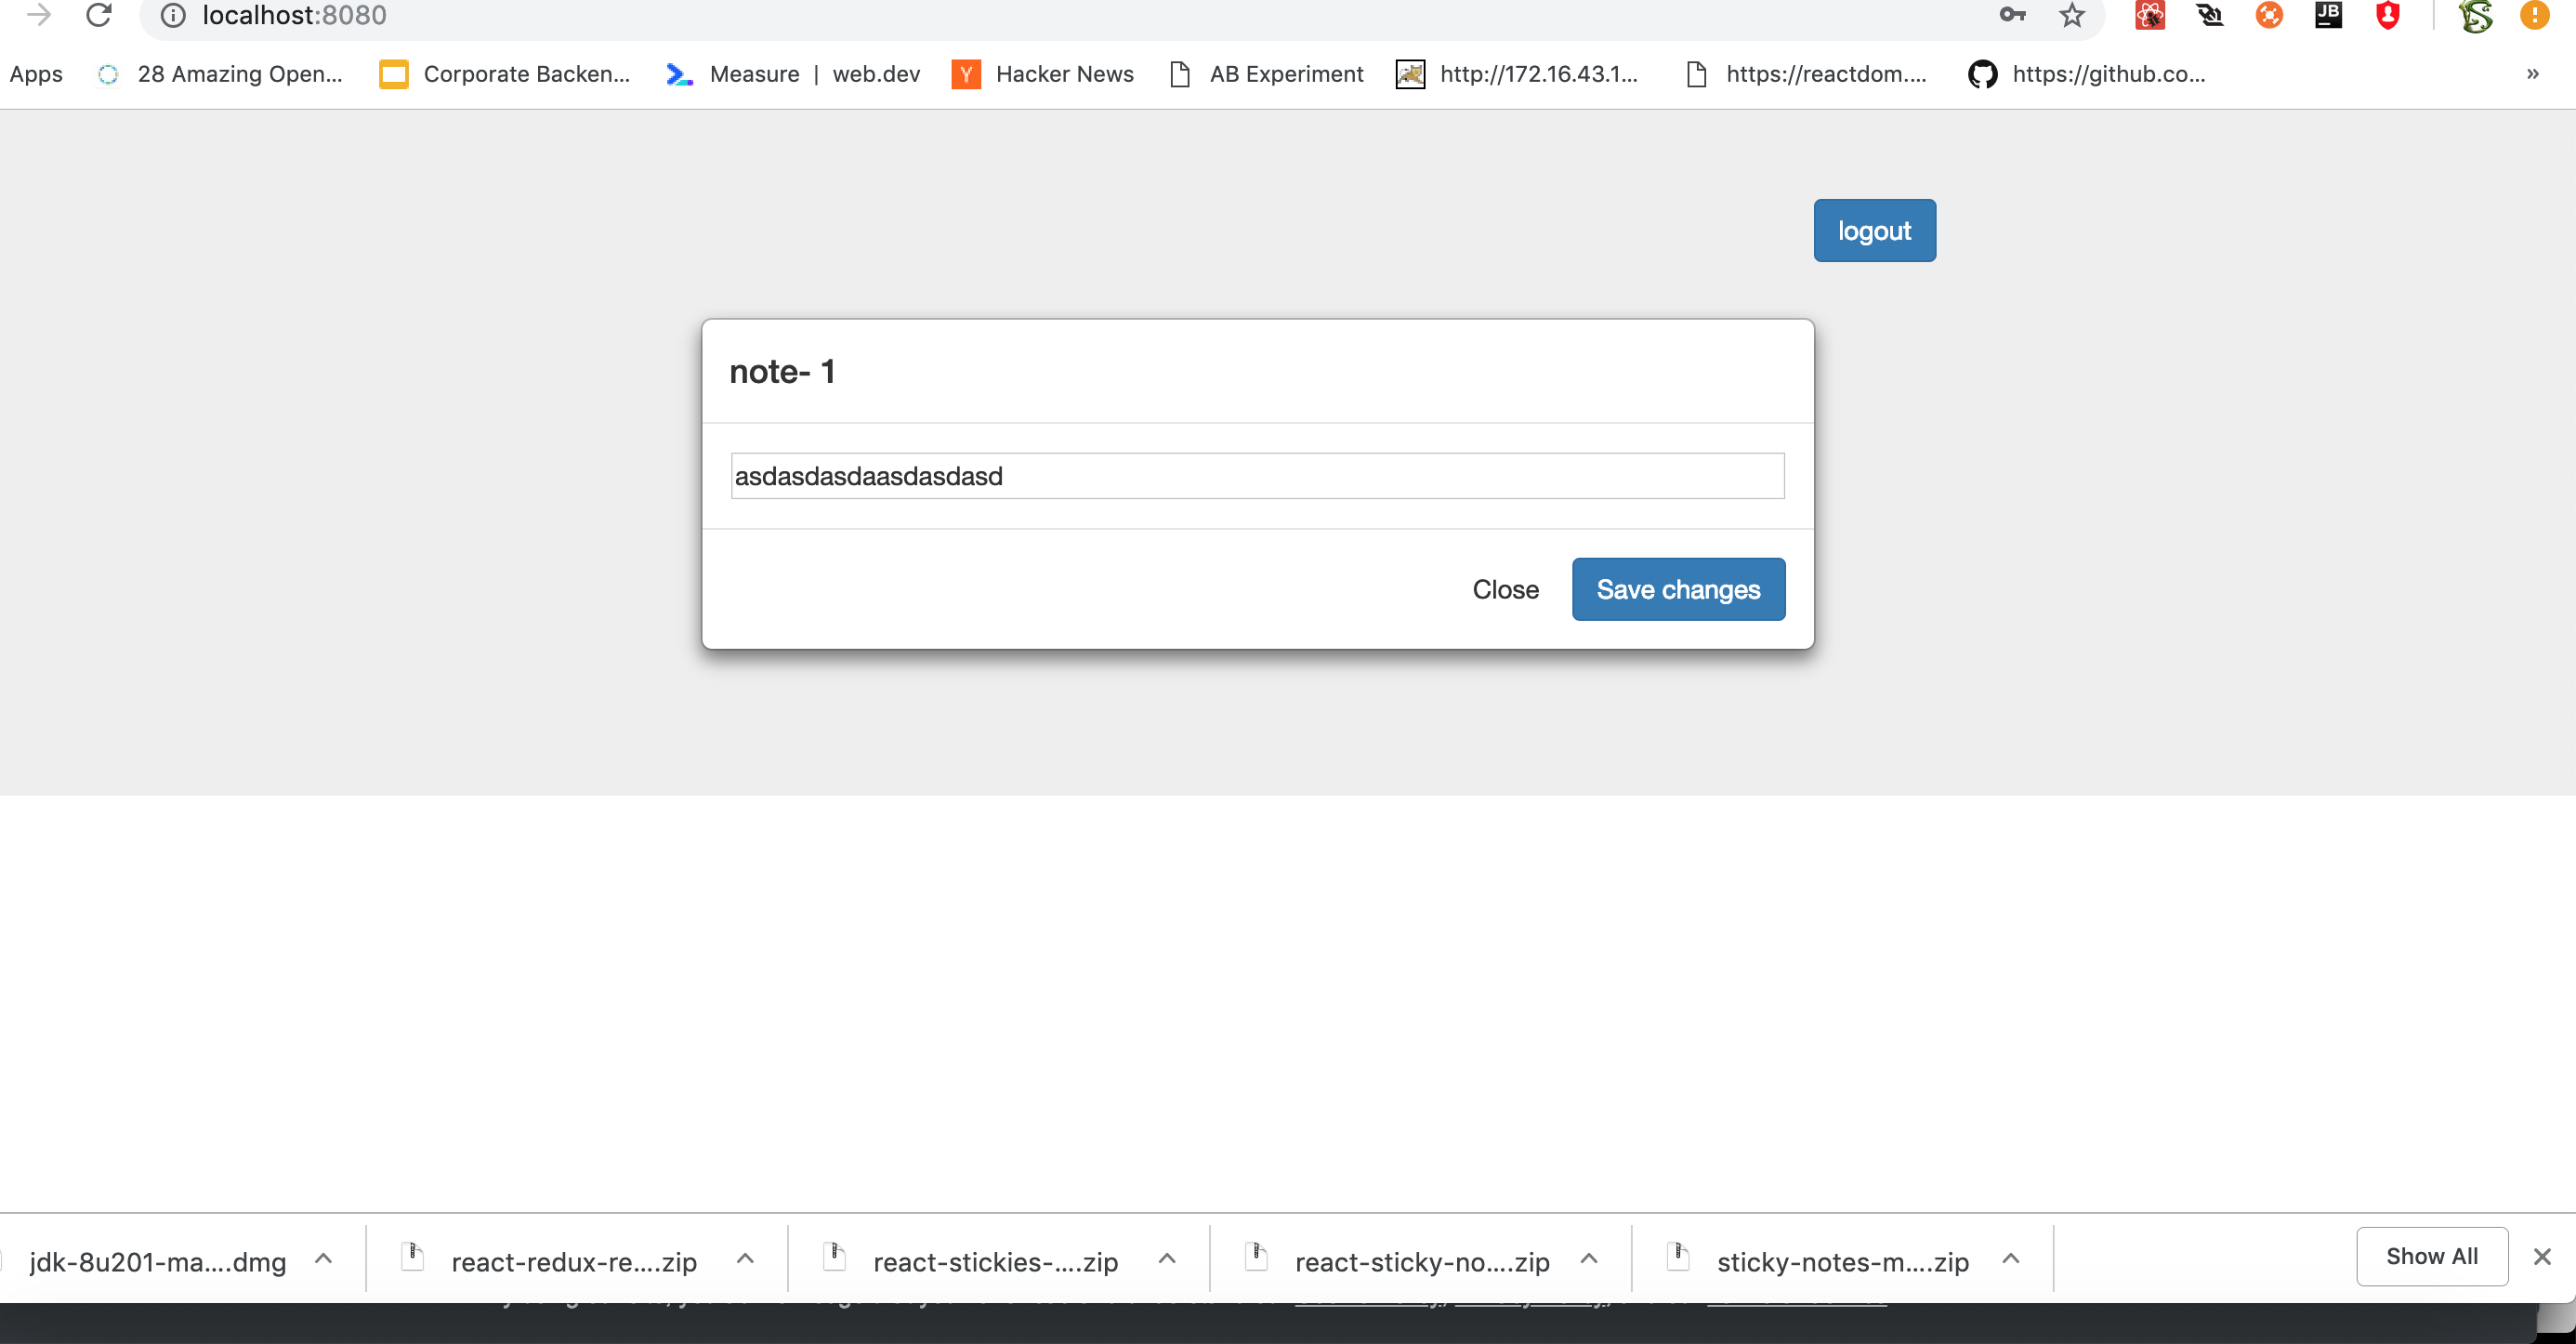 localhost:8080
JB
Apps 28 Amazing Open... Corporate Backen... Measure | web.dev Y Hacker News AB Experiment http://172.16.43.1... https://reactdom.... https://github.co... »
logout
note- 1
asdasdasdaasdasdasd
Close Save changes
jdk-8u201-ma....dmg react-redux-re....zip react-stickies-....zip react-sticky-no....zip sticky-notes-m....zip Show All